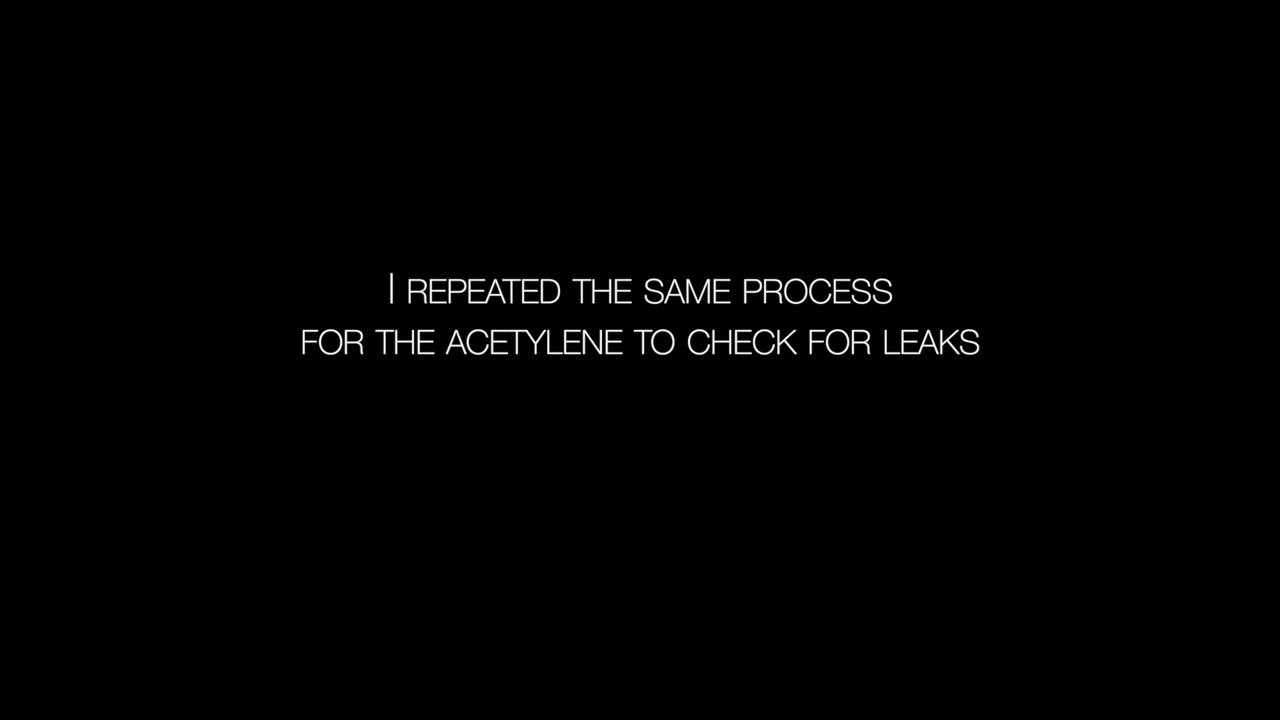 I REPEATED THE SAME PROCESS
FOR THE ACETYLENE TO CHECK FOR LEAKS